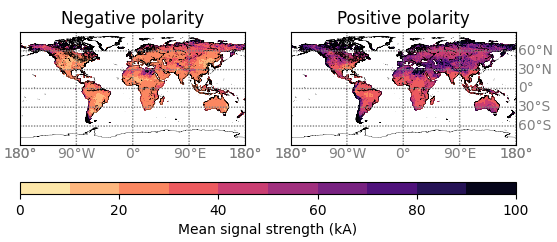 Negative polarity Positive polarity
60°N
30°N
0°
30°S
60°S
180° 90°W 0° 90°E 180° 180° 90°W 0° 90°E 180°
0 20 40 60 80 100
Mean signal strength (kA)